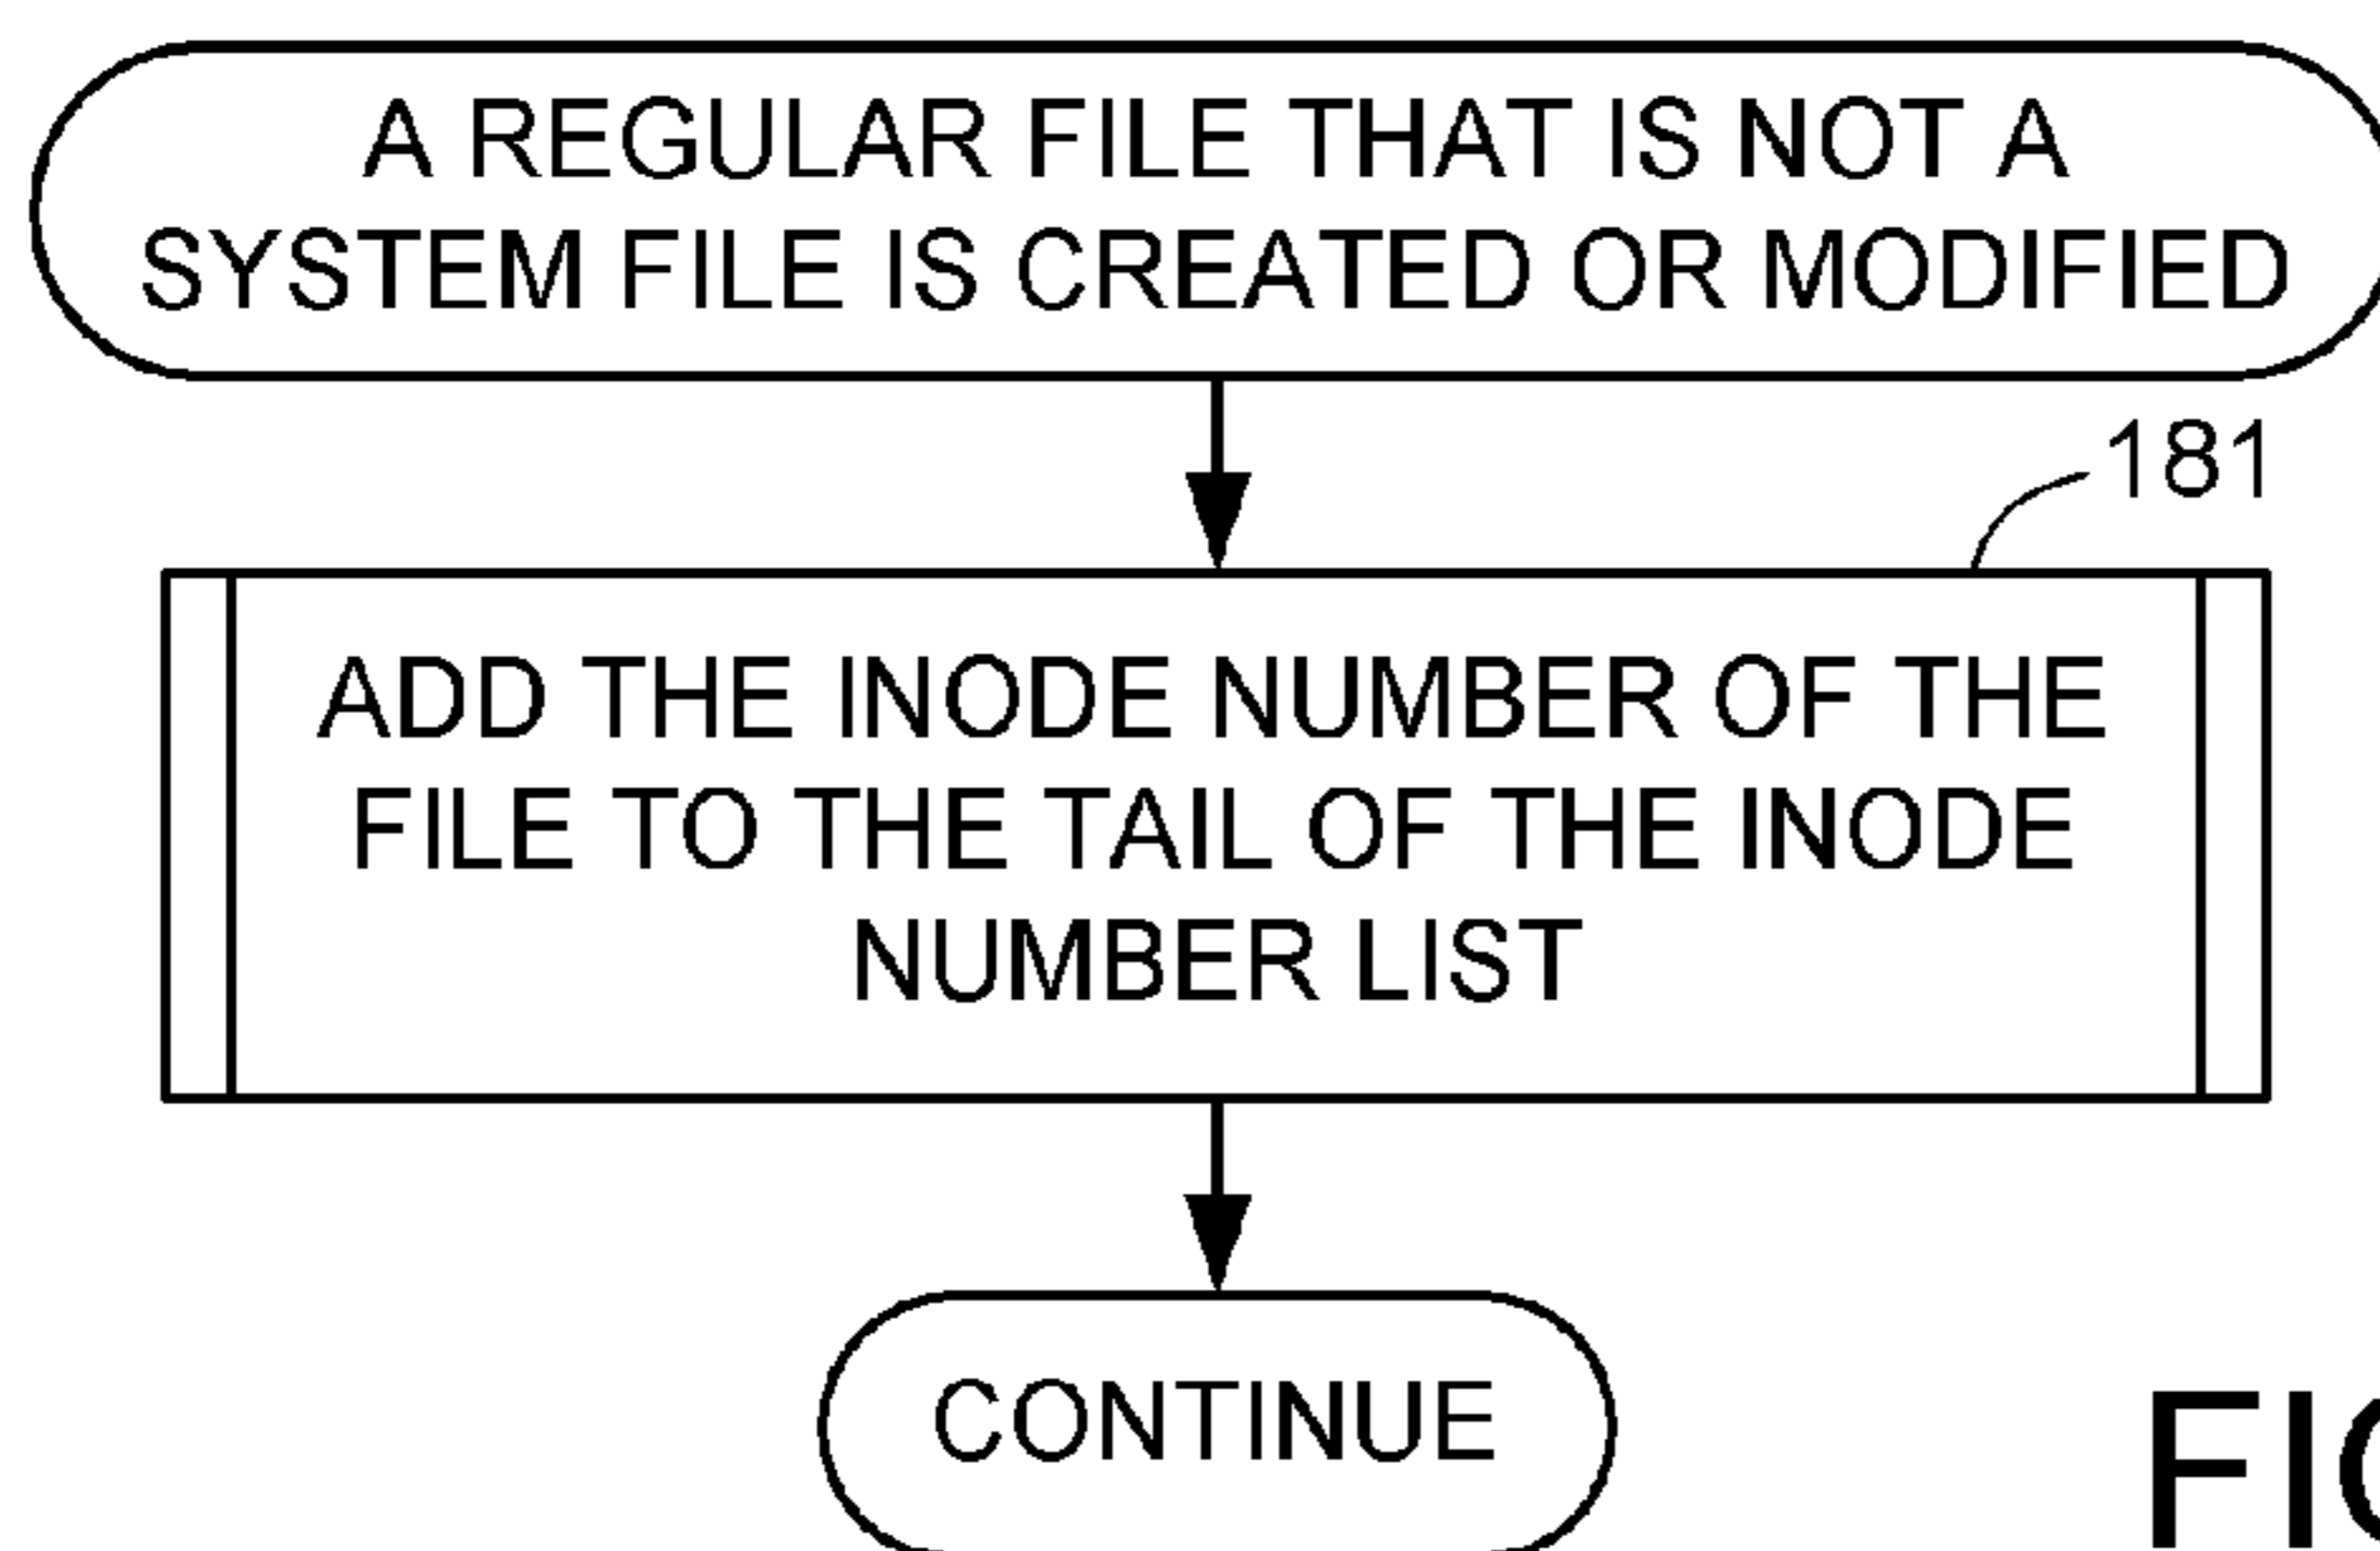 A REGULAR FILE THAT IS NOT A
SYSTEM FILE IS CREATED OR MODIFIED
181
ADD THE INODE NUMBER OF THE
FILE TO THE TAIL OF THE INODE
NUMBER LIST
CONTINUE